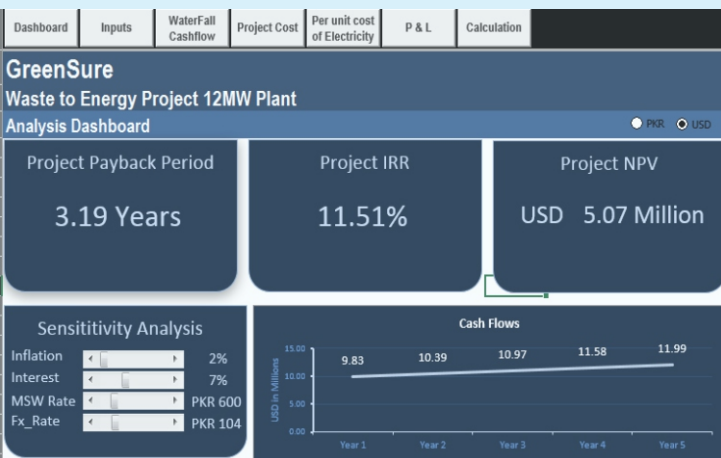 Dashboard
Inputs
WaterFall
Cashflow
Project Cost
Per unit cost
of Electricity
P & L
Calculation
GreenSure
Waste to Energy Project 12MW Plant
Analysis Dashboard
PKR USD
Project Payback Period
3.19 Years
Project IRR
11.51%
Project NPV
USD 5.07 Million
Sensititivity Analysis
Inflation 2%
Interest 7%
MSW Rate PKR 600
Fx_Rate PKR 104
Cash Flows
USD in Millions
15.00
10.00
5.00
0.00
9.83 10.39 10.97 11.58 11.99
Year 1 Year 2 Year 3 Year 4 Year 5